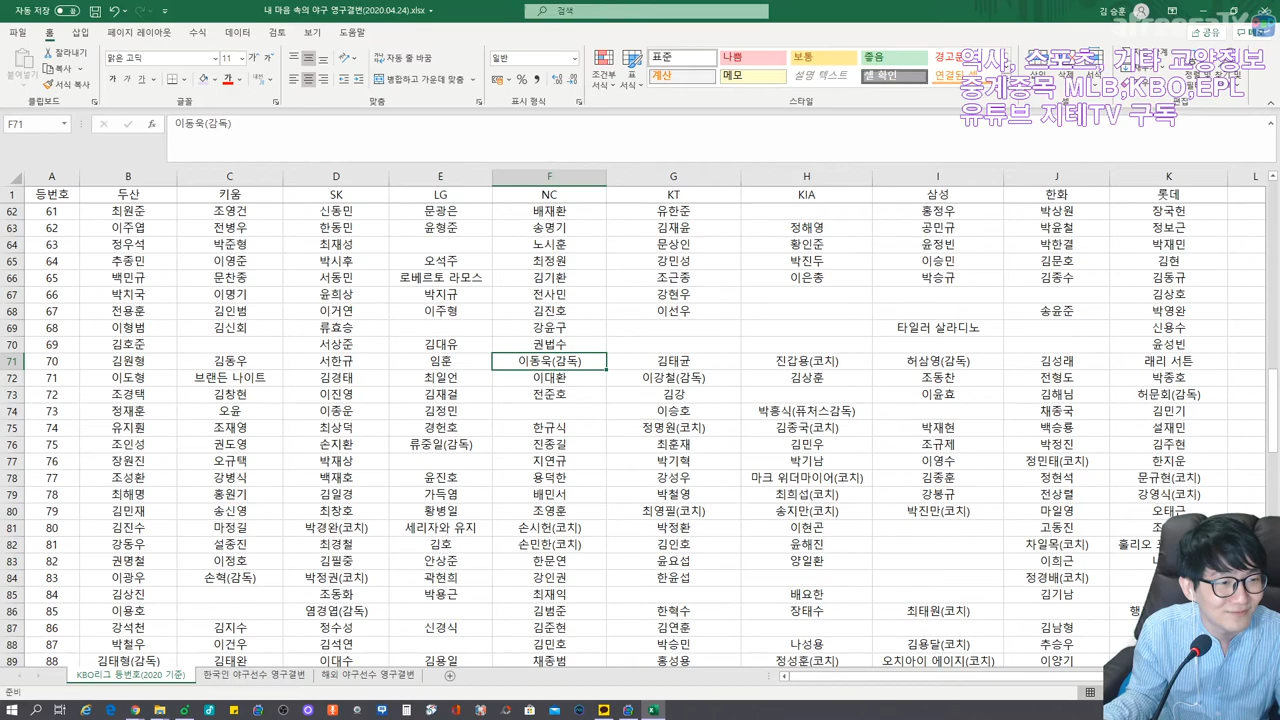 자동 저장
내 마음 속의 야구 영구결번(2020.04.24).xlsx
검색
김 승훈
afreecaTV
파일 홈 삽입 페이지 레이아웃 수식 데이터 검토 보기 도움말
공유
잘라내기
복사
서식 복사
붙여넣기
클립보드
맑은 고딕 11
글꼴
자동 줄 바꿈
병합하고 가운데 맞춤
맞춤
일반
표시 형식
조건부
표
표준 나쁨 보통 좋음 경고문
계산 메모 설명 텍스트 셀 확인 연결된
스타일
역사, 스포츠, 기타 교양정보
중계종목 MLB,KBO,EPL
유튜브 지테TV 구독
F71 fx 이동욱(감독)
A B C D E F G H I J K L
1 등번호 두산 키움 SK LG NC KT KIA 삼성 한화 롯데
62 61 최원준 조영건 신동민 문광은 배재환 유한준 홍정우 박상원 장국헌
63 62 이주엽 전병우 한동민 윤형준 송명기 김재윤 정해영 공민규 박윤철 정보근
64 63 정우석 박준형 최재성 노시훈 문상인 황인준 윤정빈 박한결 박재민
65 64 추종민 이영준 박시후 오석주 최정원 강민성 박진두 이승민 김문호 김현
66 65 백민규 문찬종 서동민 로베르토 라모스 김기환 조근종 이은총 박승규 김종수 김동규
67 66 박치국 이명기 윤희상 박지규 전사민 강현우 김상호
68 67 전용훈 김인범 이거연 이주형 김진호 이선우 송윤준 박영완
69 68 이형범 김신회 류효승 강윤구 타일러 살라디노 신용수
70 69 김호준 서상준 김대유 권법수 윤성빈
71 70 김원형 김동우 서한규 임훈 이동욱(감독) 김태균 진갑용(코치) 허삼영(감독) 김성래 래리 서튼
72 71 이도형 브랜든 나이트 김경태 최일언 이대환 이강철(감독) 김상훈 조동찬 전형도 박종호
73 72 조경택 김창현 이진영 김재걸 전준호 김강 이윤효 김해님 허문회(감독)
74 73 정재훈 오윤 이종운 김정민 이승호 박흥식(퓨처스감독) 채종국 김민기
75 74 유지훤 조재영 최상덕 경헌호 한규식 정명원(코치) 김종국(코치) 박재현 백승룡 설재민
76 75 조인성 권도영 손지환 류중일(감독) 진종길 최훈재 김민우 조규제 박정진 김주현
77 76 장원진 오규택 박재상 지연규 박기혁 박기남 이영수 정민태(코치) 한지운
78 77 조성환 강병식 백재호 윤진호 용덕한 강성우 마크 위더마이어(코치) 김종훈 정현석 문규현(코치)
79 78 최해명 홍원기 김일경 가득염 배민서 박철영 최희섭(코치) 강봉규 전상렬 강영식(코치)
80 79 김민재 송신영 최창호 황병일 조영훈 최영필(코치) 송지만(코치) 박진만(코치) 마일영 오태근
81 80 김진수 마정길 박경완(코치) 세리자와 유지 손시헌(코치) 박정환 이현곤 고동진
82 81 강동우 설종진 최경철 김호 손민한(코치) 김인호 윤해진 차일목(코치)
83 82 권명철 이정호 김필중 안상준 한문연 윤요섭 양일환 이희근
84 83 이광우 손혁(감독) 박정권(코치) 곽현희 강인권 한윤섭 정경배(코치)
85 84 김상진 조동화 박용근 최재익 배요한 김기남
86 85 이용호 염경엽(감독) 김범준 한혁수 장태수 최태원(코치)
87 86 강석천 김지수 정수성 신경식 김준현 김연훈 김남형
88 87 박철우 이건우 김석연 김민호 박승민 나성용 김용달(코치) 추승우
89 88 김태형(감독) 김태완 이대수 김용일 채종범 홍성용 정성훈(코치) 오치아이 에이지(코치) 이양기
KBO리그 등번호(2020 기준) 한국인 야구선수 영구결번 해외 야구선수 영구결번
준비